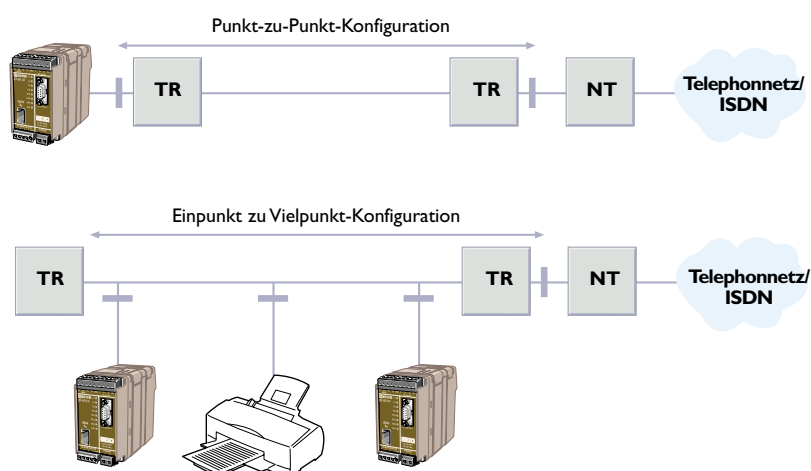 Punkt-zu-Punkt-Konfiguration
TR
TR
NT
Telephonnetz/
ISDN
Einpunkt zu Vielpunkt-Konfiguration
TR
TR
NT
Telephonnetz/
ISDN